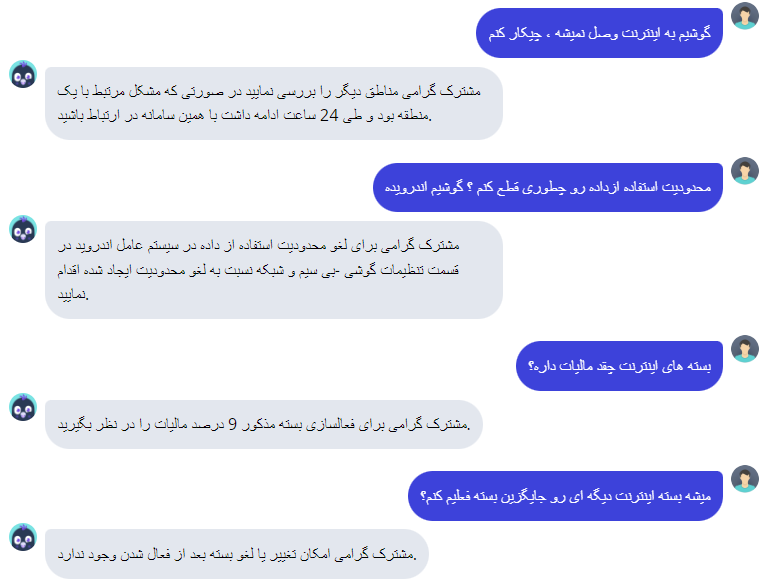 گوشیم به اینترنت وصل نمیشه ، چیکار کنم
مشترک گرامی مناطق دیگر را بررسی نمایید در صورتی که مشکل مرتبط با یک
منطقه بود و طی 24 ساعت ادامه داشت با همین سامانه در ارتباط باشید.
محدودیت استفاده ازداده رو چطوری قطع کنم ؟ گوشیم اندرویده
مشترک گرامی برای لغو محدودیت استفاده از داده در سیستم عامل اندروید در
قسمت تنظیمات گوشی -بی سیم و شبکه نسبت به لغو محدودیت ایجاد شده اقدام
نمایید.
بسته های اینترنت چقد مالیات داره؟
مشترک گرامی برای فعالسازی بسته مذکور 9 درصد مالیات را در نظر بگیرید.
میشه بسته اینترنت دیگه ای رو جایگزین بسته فعلیم کنم؟
مشترک گرامی امکان تغییر یا لغو بسته بعد از فعال شدن وجود ندارد.